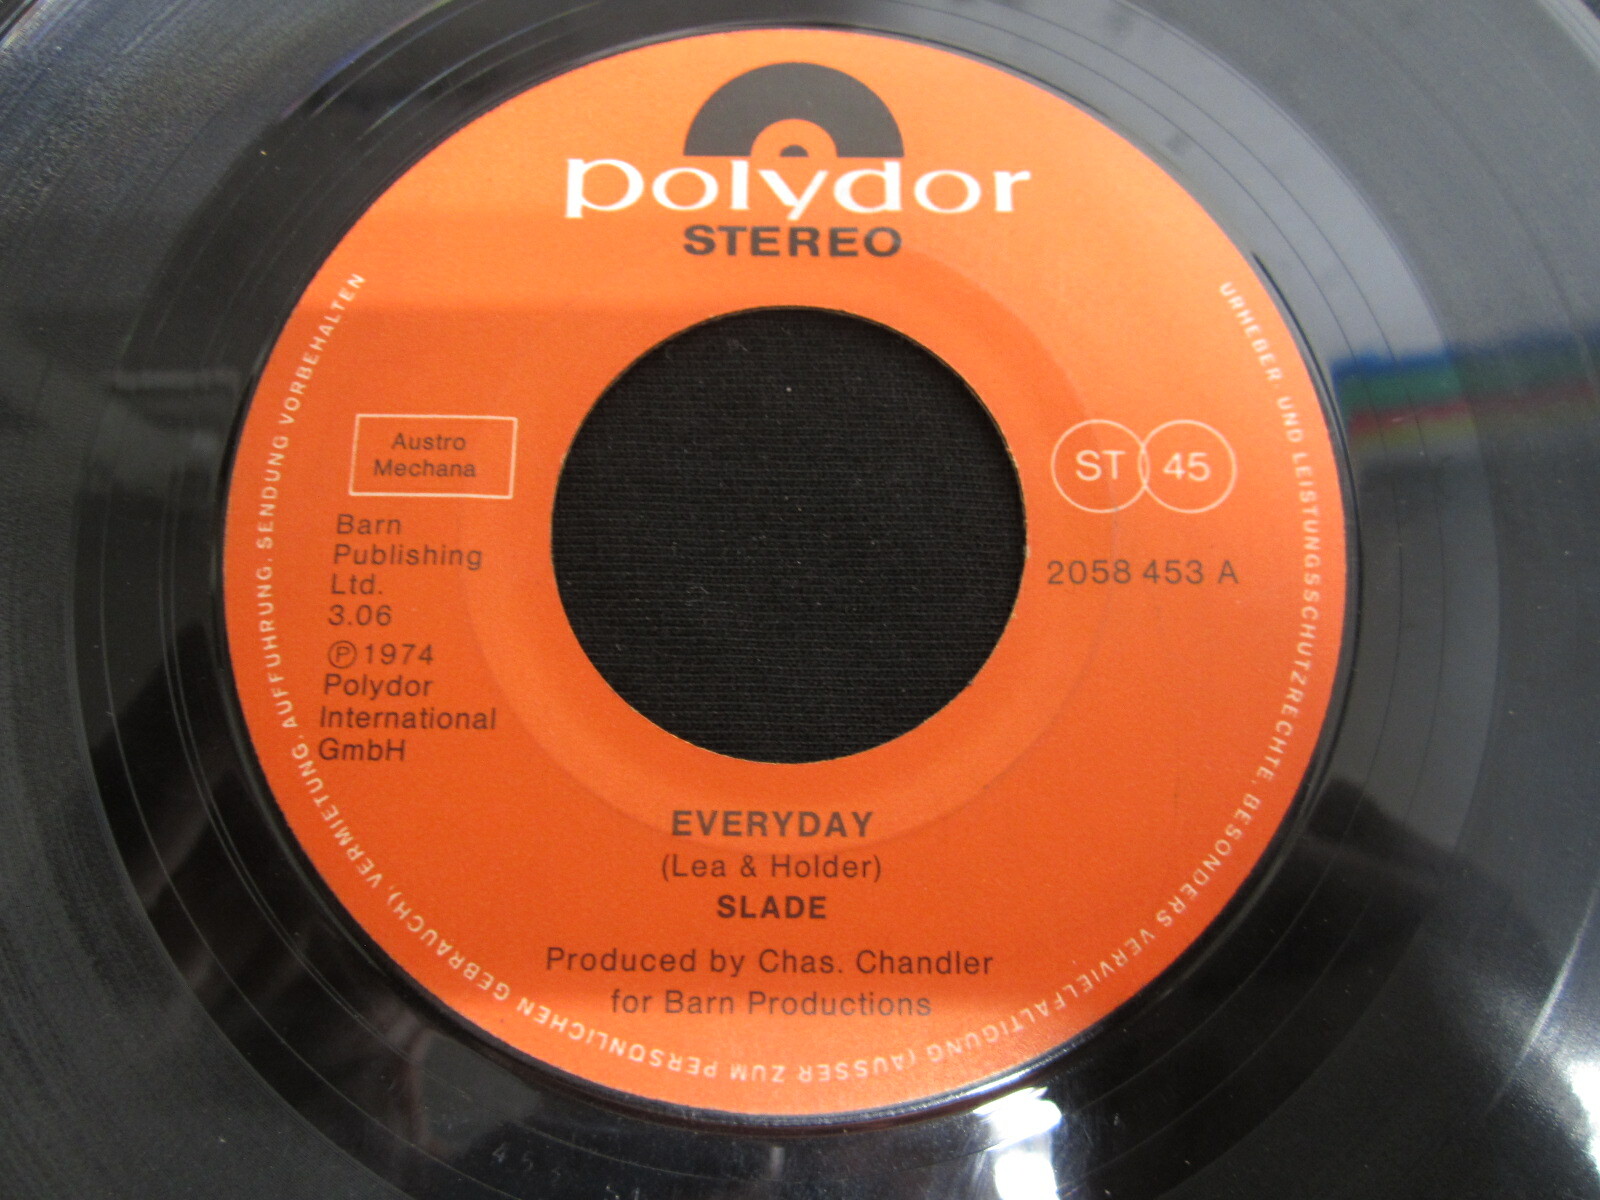 polydor
STEREO
Austro
Mechana
Barn
Publishing
Ltd.
3.06
Ⓟ 1974
Polydor
International
GmbH
ST 45
2058 453 A
EVERYDAY
(Lea & Holder)
SLADE
Produced by Chas. Chandler
for Barn Productions
URHEBER- UND LEISTUNGSSCHUTZRECHTE, BESONDERS VERVIELFÄLTIGUNG (AUSSER ZUM PERSÖNLICHEN GEBRAUCH), VERMIETUNG, AUFFÜHRUNG, SENDUNG VORBEHALTEN